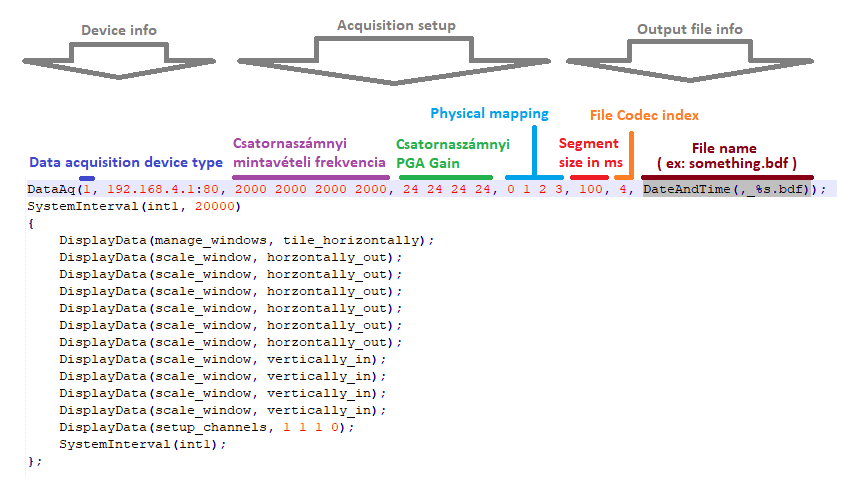 Device info
Acquisition setup
Output file info
Physical mapping
File Codec index
Data acquisition device type
Csatornaszámnyi
mintavételi frekvencia
Csatornaszámnyi
PGA Gain
Segment
size in ms
File name
( ex: something.bdf )
DataAq(1, 192.168.4.1:80, 2000 2000 2000 2000, 24 24 24 24, 0 1 2 3, 100, 4, DateAndTime(,_%s.bdf));
SystemInterval(int1, 20000)
{
DisplayData(manage_windows, tile_horizontally);
DisplayData(scale_window, horzontally_out);
DisplayData(scale_window, horzontally_out);
DisplayData(scale_window, horzontally_out);
DisplayData(scale_window, horzontally_out);
DisplayData(scale_window, horzontally_out);
DisplayData(scale_window, horzontally_out);
DisplayData(scale_window, vertically_in);
DisplayData(scale_window, vertically_in);
DisplayData(scale_window, vertically_in);
DisplayData(scale_window, vertically_in);
DisplayData(setup_channels, 1 1 1 0);
SystemInterval(int1);
};